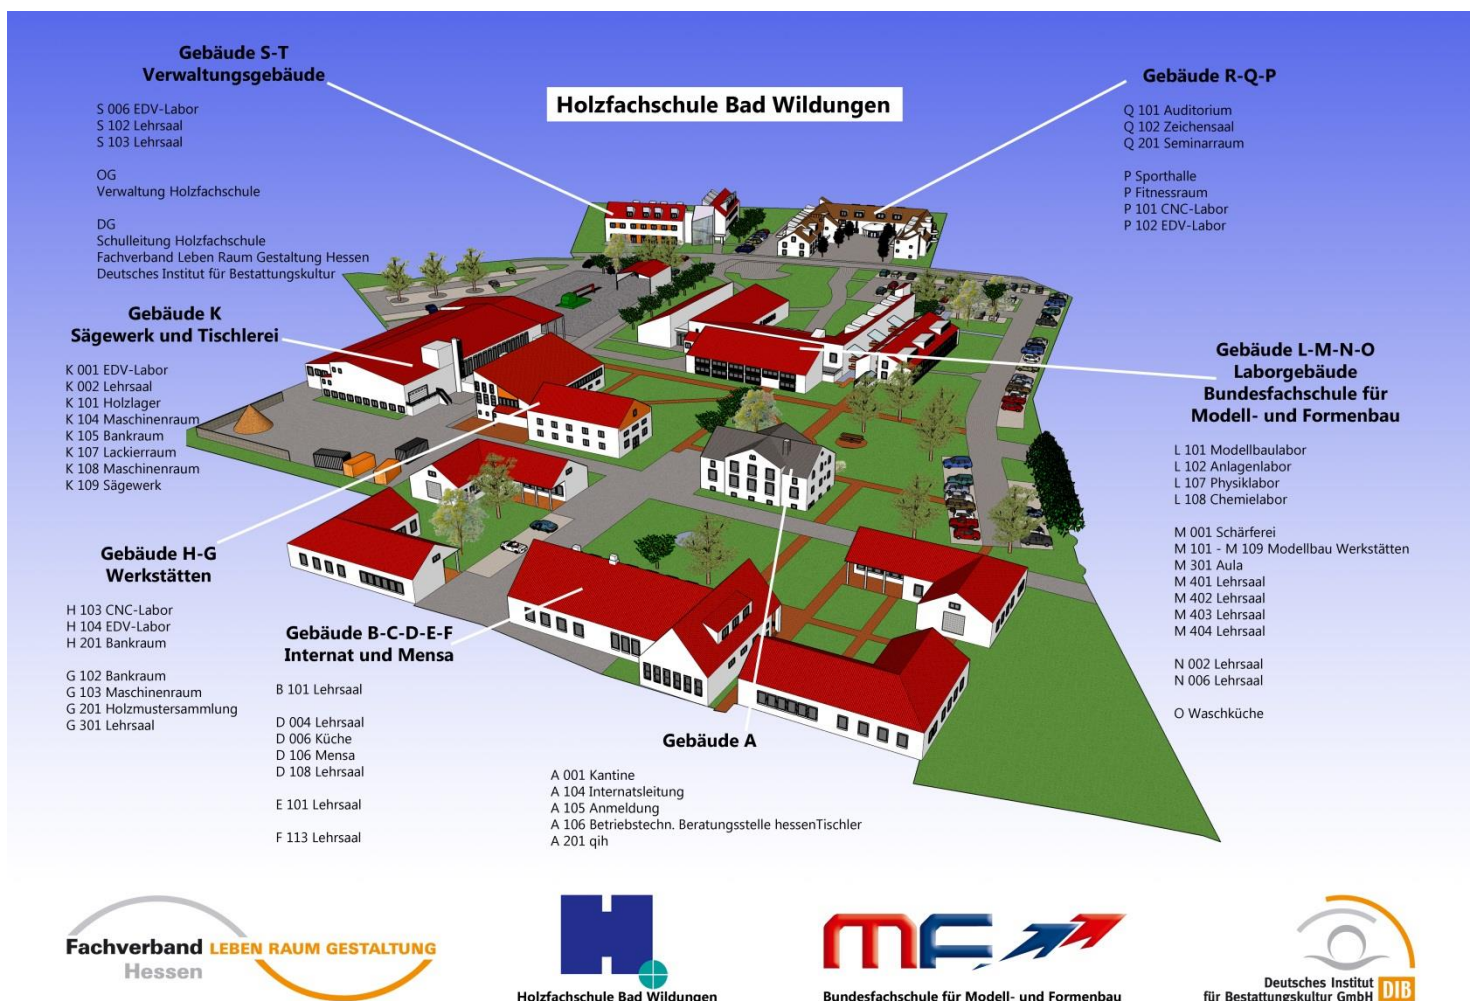 Holzfachschule Bad Wildungen
Gebäude S-T
Verwaltungsgebäude
S 006 EDV-Labor
S 102 Lehrsaal
S 103 Lehrsaal
OG
Verwaltung Holzfachschule
DG
Schulleitung Holzfachschule
Fachverband Leben Raum Gestaltung Hessen
Deutsches Institut für Bestattungskultur
Gebäude R-Q-P
Q 101 Auditorium
Q 102 Zeichensaal
Q 201 Seminarraum
P Sporthalle
P Fitnessraum
P 101 CNC-Labor
P 102 EDV-Labor
Gebäude K
Sägewerk und Tischlerei
K 001 EDV-Labor
K 002 Lehrsaal
K 101 Holzlager
K 104 Maschinenraum
K 105 Bankraum
K 107 Lackierraum
K 108 Maschinenraum
K 109 Sägewerk
Gebäude L-M-N-O
Laborgebäude
Bundesfachschule für
Modell- und Formenbau
L 101 Modellbaulabor
L 102 Anlagenlabor
L 107 Physiklabor
L 108 Chemielabor
M 001 Schärferei
M 101 - M 109 Modellbau Werkstätten
M 301 Aula
M 401 Lehrsaal
M 402 Lehrsaal
M 403 Lehrsaal
M 404 Lehrsaal
N 002 Lehrsaal
N 006 Lehrsaal
O Waschküche
Gebäude H-G
Werkstätten
H 103 CNC-Labor
H 104 EDV-Labor
H 201 Bankraum
G 102 Bankraum
G 103 Maschinenraum
G 201 Holzmustersammlung
G 301 Lehrsaal
Gebäude B-C-D-E-F
Internat und Mensa
B 101 Lehrsaal
D 004 Lehrsaal
D 006 Küche
D 106 Mensa
D 108 Lehrsaal
E 101 Lehrsaal
F 113 Lehrsaal
Gebäude A
A 001 Kantine
A 104 Internatsleitung
A 105 Anmeldung
A 106 Betriebstechn. Beratungsstelle hessenTischler
A 201 qih
Fachverband LEBEN RAUM GESTALTUNG
Hessen
H
Holzfachschule Bad Wildungen
MF
Bundesfachschule für Modell- und Formenbau
Deutsches Institut
für Bestattungskultur GmbH
DIB